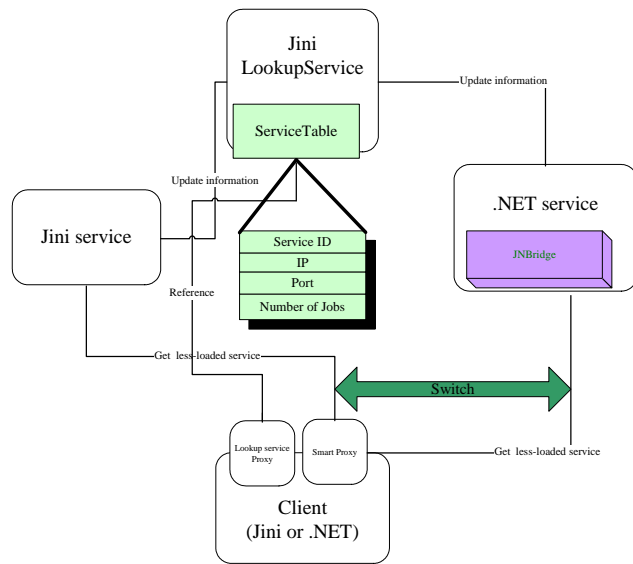 Jini
LookupService
ServiceTable
Update information
Update information
.NET service
JNBridge
Jini service
Service ID
IP
Port
Number of Jobs
Reference
Get less-loaded service
Switch
Lookup service
Proxy
Smart Proxy
Get less-loaded service
Client
(Jini or .NET)